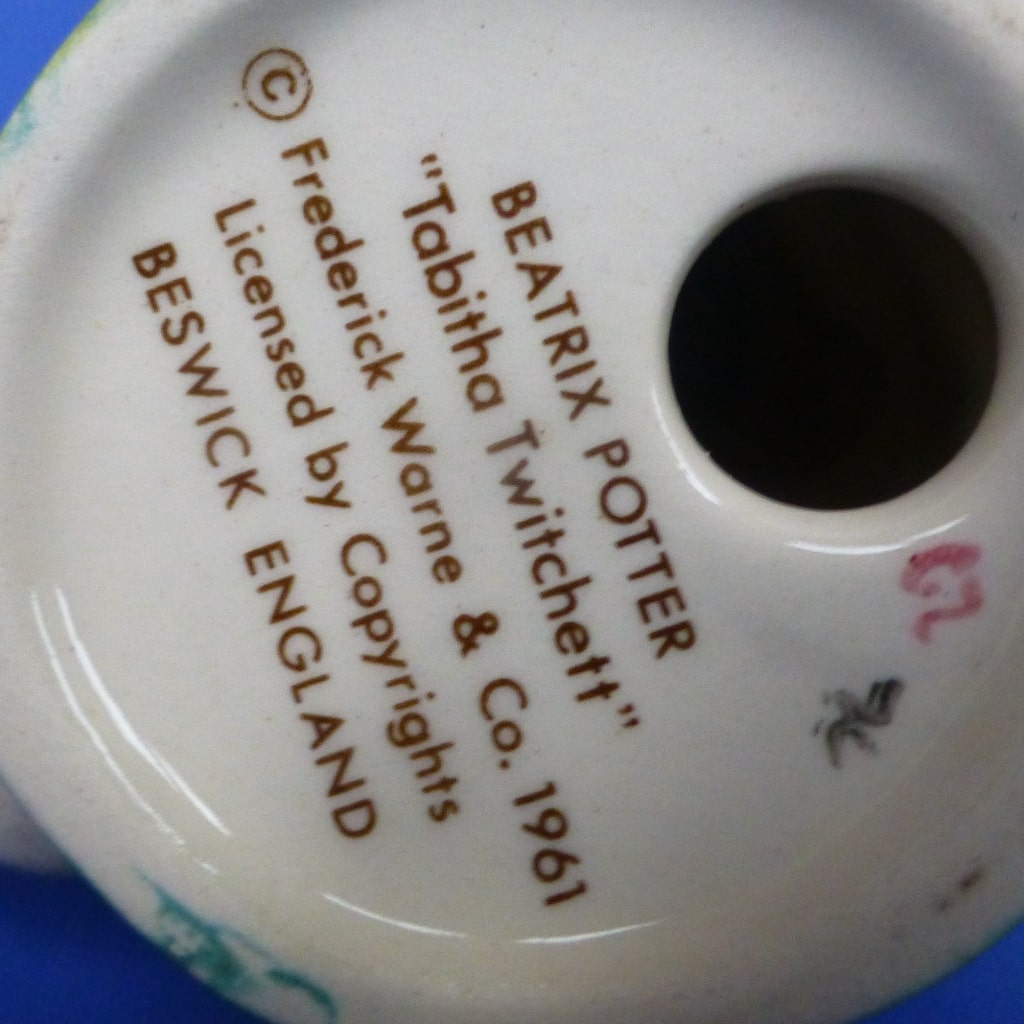 BEATRIX POTTER
"Tabitha Twitchett"
© Frederick Warne & Co. 1961
Licensed by Copyrights
BESWICK ENGLAND